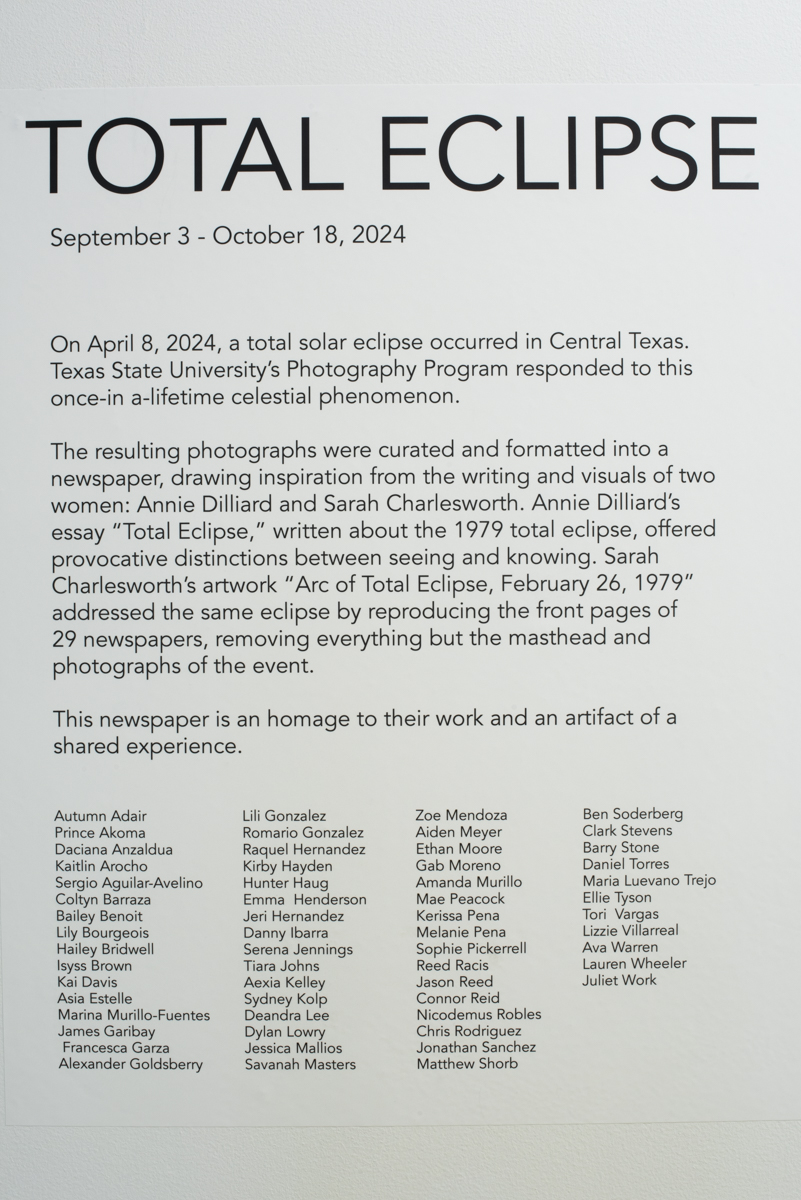 TOTAL ECLIPSE
September 3 - October 18, 2024
On April 8, 2024, a total solar eclipse occurred in Central Texas.
Texas State University's Photography Program responded to this
once-in a-lifetime celestial phenomenon.
The resulting photographs were curated and formatted into a
newspaper, drawing inspiration from the writing and visuals of two
women: Annie Dilliard and Sarah Charlesworth. Annie Dilliard's
essay "Total Eclipse," written about the 1979 total eclipse, offered
provocative distinctions between seeing and knowing. Sarah
Charlesworth's artwork "Arc of Total Eclipse, February 26, 1979"
addressed the same eclipse by reproducing the front pages of
29 newspapers, removing everything but the masthead and
photographs of the event.
This newspaper is an homage to their work and an artifact of a
shared experience.
Autumn Adair
Prince Akoma
Daciana Anzaldua
Kaitlin Arocho
Sergio Aguilar-Avelino
Coltyn Barraza
Bailey Benoit
Lily Bourgeois
Hailey Bridwell
Isyss Brown
Kai Davis
Asia Estelle
Marina Murillo-Fuentes
James Garibay
Francesca Garza
Alexander Goldsberry
Lili Gonzalez
Romario Gonzalez
Raquel Hernandez
Kirby Hayden
Hunter Haug
Emma Henderson
Jeri Hernandez
Danny Ibarra
Serena Jennings
Tiara Johns
Aexia Kelley
Sydney Kolp
Deandra Lee
Dylan Lowry
Jessica Mallios
Savanah Masters
Zoe Mendoza
Aiden Meyer
Ethan Moore
Gab Moreno
Amanda Murillo
Mae Peacock
Kerissa Pena
Melanie Pena
Sophie Pickerrell
Reed Racis
Jason Reed
Connor Reid
Nicodemus Robles
Chris Rodriguez
Jonathan Sanchez
Matthew Shorb
Ben Soderberg
Clark Stevens
Barry Stone
Daniel Torres
Maria Luevano Trejo
Ellie Tyson
Tori Vargas
Lizzie Villarreal
Ava Warren
Lauren Wheeler
Juliet Work